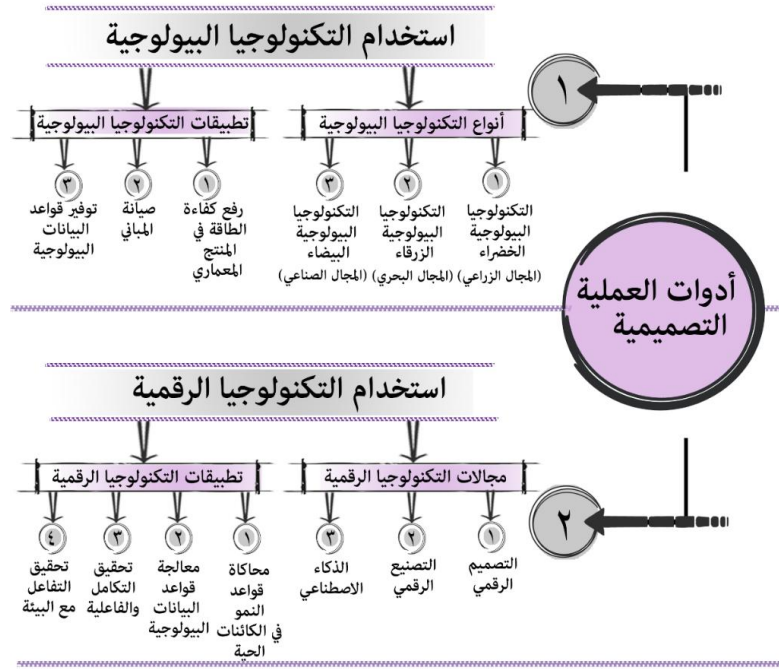 أدوات العملية
التصميمية
١
استخدام التكنولوجيا البيولوجية
أنواع التكنولوجيا البيولوجية
١
التكنولوجيا
البيولوجية
الخضراء
(المجال الزراعي)
٢
التكنولوجيا
البيولوجية
الزرقاء
(المجال البحري)
٣
التكنولوجيا
البيولوجية
البيضاء
(المجال الصناعي)
تطبيقات التكنولوجيا البيولوجية
١
رفع كفاءة
الطاقة في
المنتج
المعماري
٢
صيانة
المباني
٣
توفير قواعد
البيانات
البيولوجية
٢
استخدام التكنولوجيا الرقمية
مجالات التكنولوجيا الرقمية
١
التصميم
الرقمي
٢
التصنيع
الرقمي
٣
الذكاء
الاصطناعي
تطبيقات التكنولوجيا الرقمية
١
محاكاة
قواعد
النمو
في الكائنات
الحية
٢
معالجة
قواعد
البيانات
البيولوجية
٣
تحقيق
التكامل
والفاعلية
٤
تحقيق
التفاعل
مع البيئة